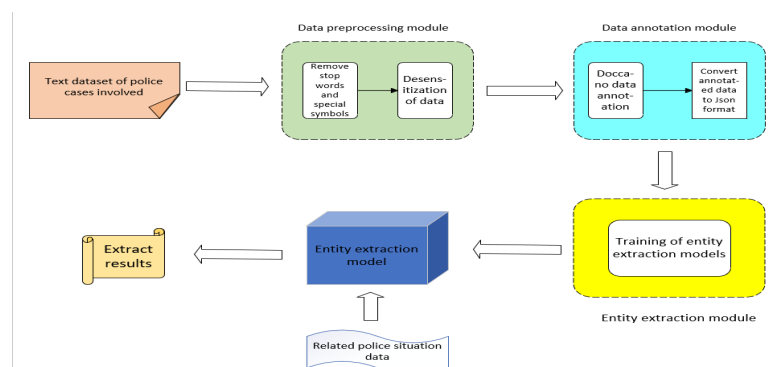 Data preprocessing module
Data annotation module
Text dataset of police
cases involved
Remove
stop
words
and
special
symbols
Desens-
itization
of data
Docca-
no data
annot-
ation
Convert
annotat-
ed data
to Json
format
Extract
results
Entity extraction
model
Training of entity
extraction models
Entity extraction module
Related police situation
data